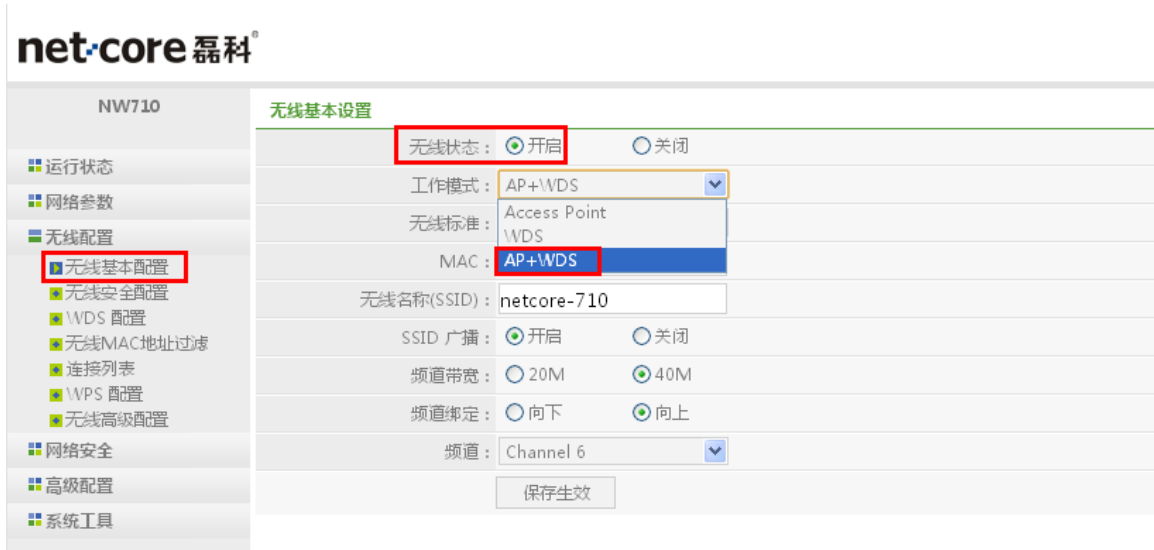 net-core 磊科®
NW710
运行状态
网络参数
无线配置
无线基本配置
无线安全配置
WDS 配置
无线MAC地址过滤
连接列表
WPS 配置
无线高级配置
网络安全
高级配置
系统工具
无线基本设置
无线状态: 开启 关闭
工作模式: AP+WDS
Access Point
无线标准:
WDS
MAC: AP+WDS
无线名称(SSID): netcore-710
SSID 广播: 开启 关闭
频道带宽: 20M 40M
频道绑定: 向下 向上
频道: Channel 6
保存生效